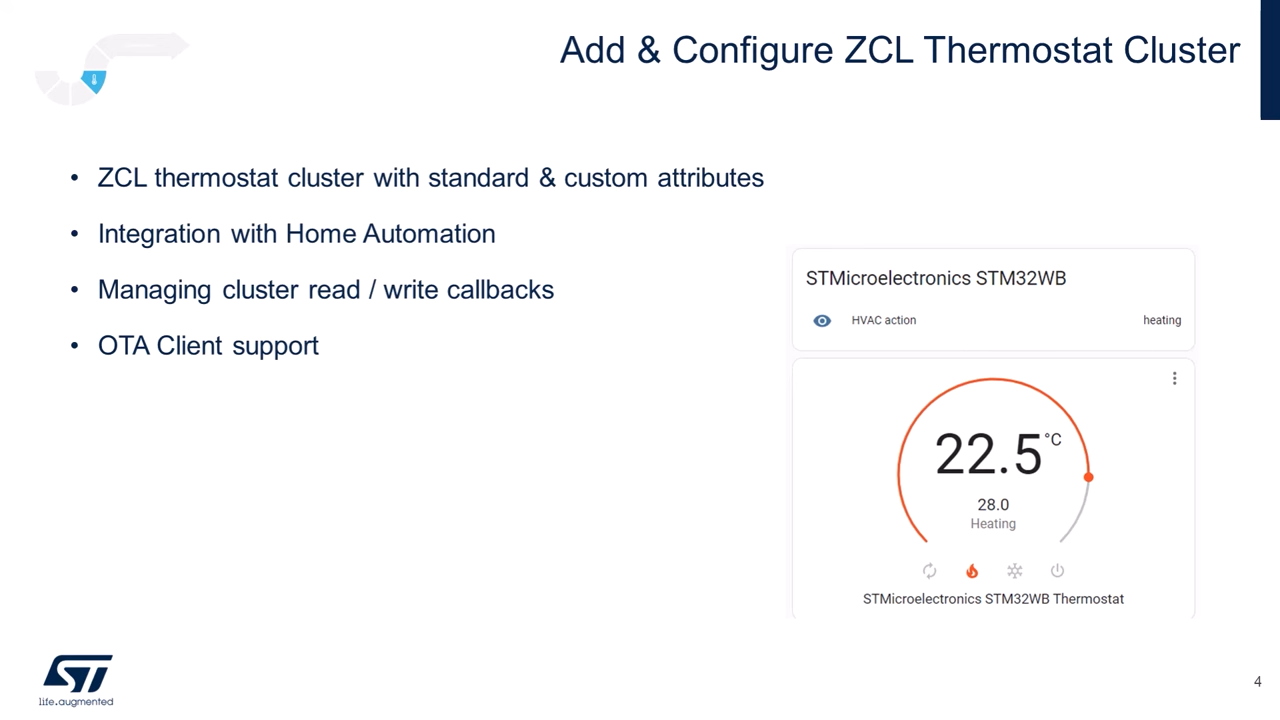 Add & Configure ZCL Thermostat Cluster
• ZCL thermostat cluster with standard & custom attributes
• Integration with Home Automation
• Managing cluster read / write callbacks
• OTA Client support
STMicroelectronics STM32WB
HVAC action heating
22.5 °C
28.0
Heating
STMicroelectronics STM32WB Thermostat
ST
life.augmented
4